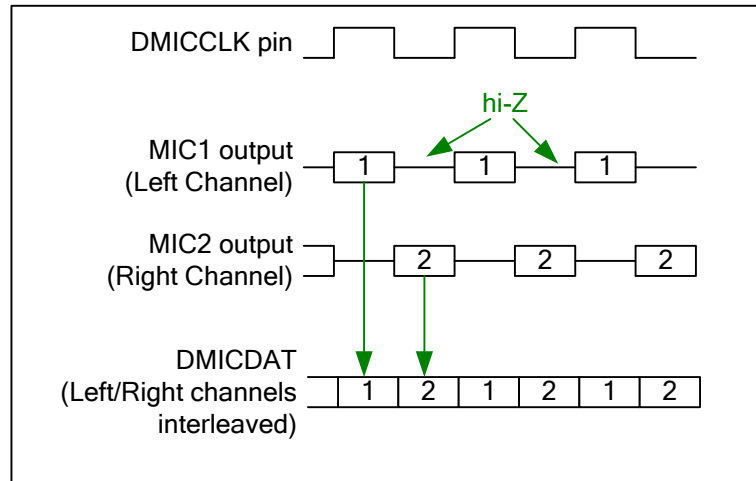 DMICCLK pin
hi-Z
MIC1 output
(Left Channel)
1 1 1
MIC2 output
(Right Channel)
2 2 2
DMICDAT
(Left/Right channels
interleaved)
1 2 1 2 1 2